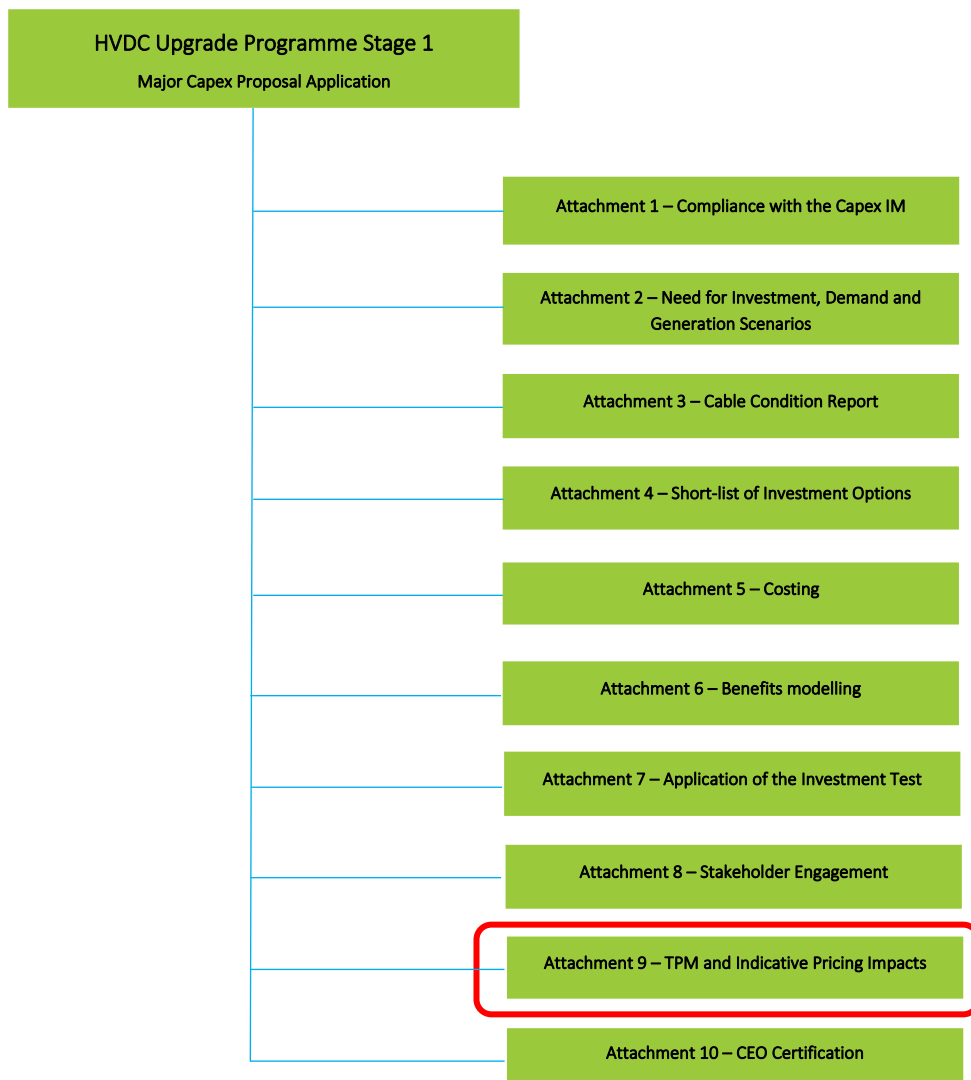 HVDC Upgrade Programme Stage 1
Major Capex Proposal Application
Attachment 1 – Compliance with the Capex IM
Attachment 2 – Need for Investment, Demand and
Generation Scenarios
Attachment 3 – Cable Condition Report
Attachment 4 – Short-list of Investment Options
Attachment 5 – Costing
Attachment 6 – Benefits modelling
Attachment 7 – Application of the Investment Test
Attachment 8 – Stakeholder Engagement
Attachment 9 – TPM and Indicative Pricing Impacts
Attachment 10 – CEO Certification